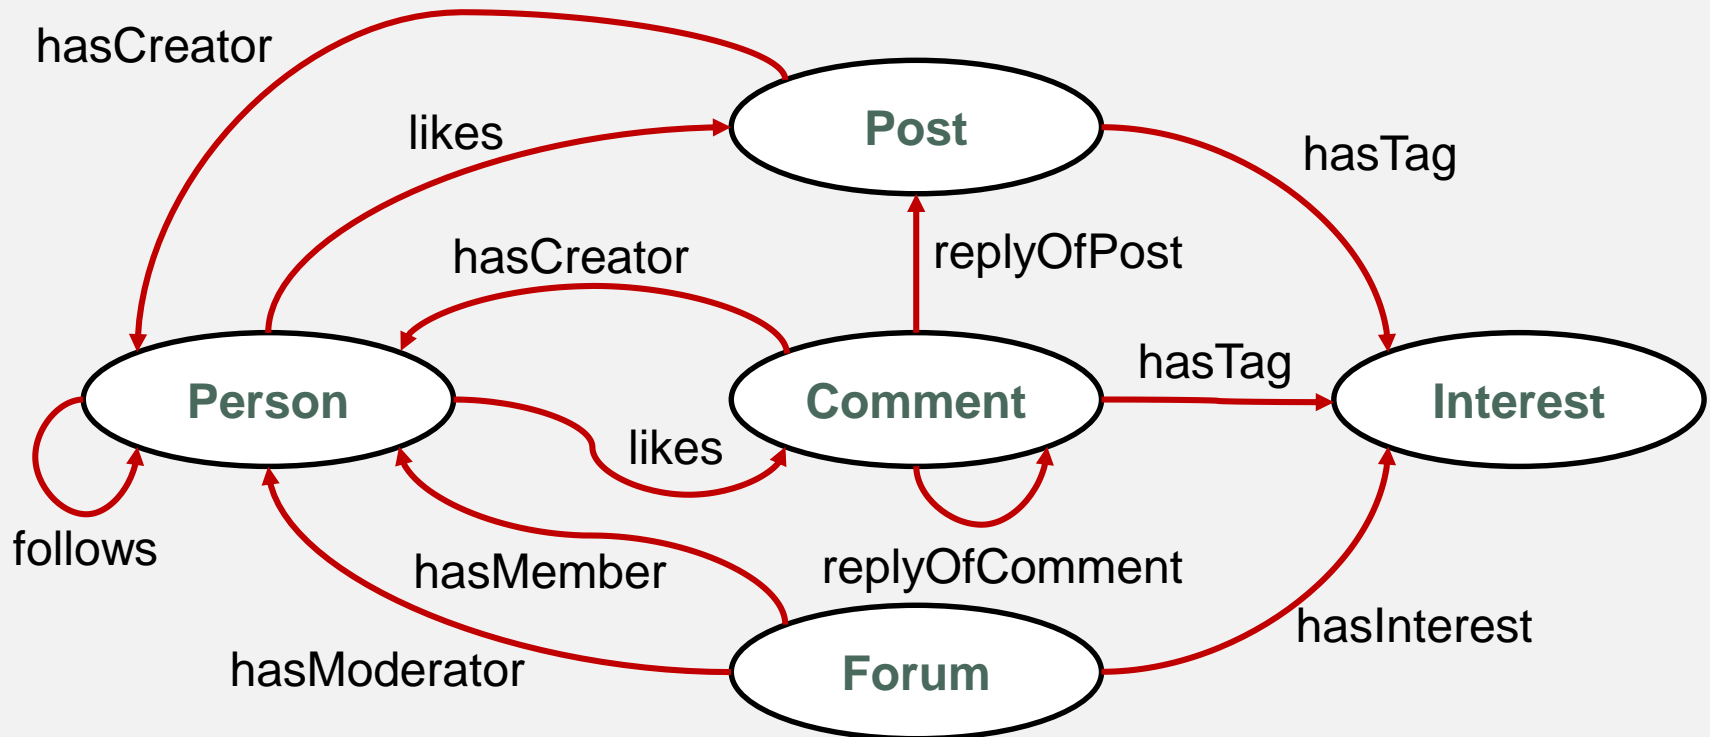 hasCreator
likes
Post
hasTag
hasCreator
replyOfPost
hasTag
Person
Comment
Interest
likes
follows
hasMember
replyOfComment
hasInterest
hasModerator
Forum